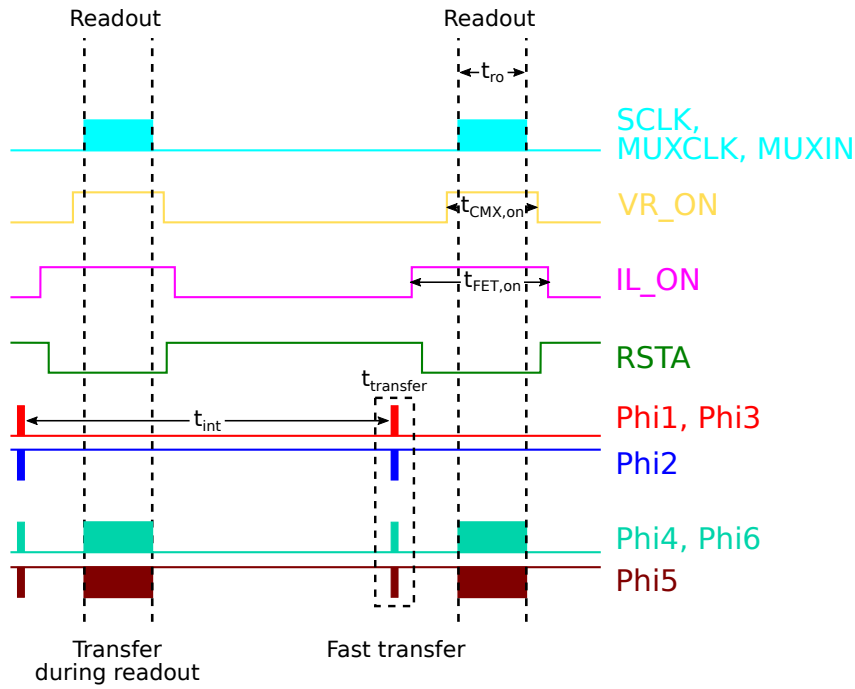 Readout
Readout
t_ro
SCLK,
MUXCLK, MUXIN
VR_ON
t_CMX,on
IL_ON
t_FET,on
RSTA
t_transfer
t_int
Phi1, Phi3
Phi2
Phi4, Phi6
Phi5
Transfer
during readout
Fast transfer